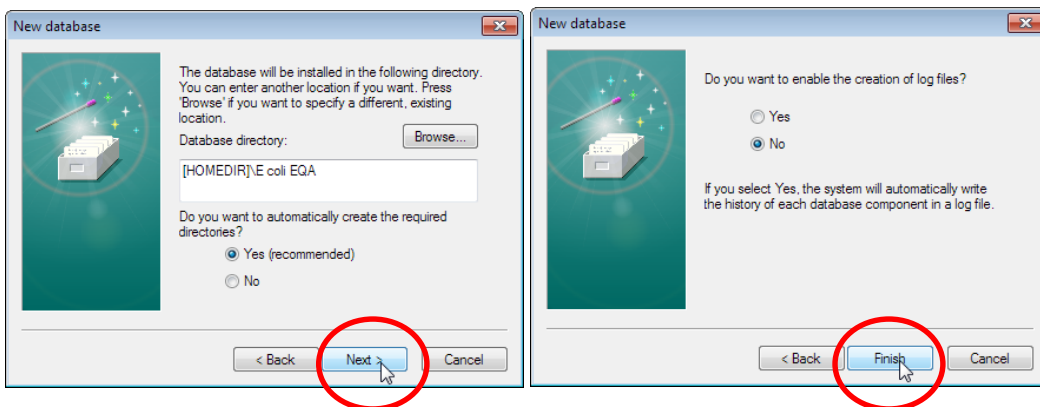 New database
The database will be installed in the following directory.
You can enter another location if you want. Press
'Browse' if you want to specify a different, existing
location.
Database directory:
Browse...
[HOMEDIR]\E coli EQA
Do you want to automatically create the required
directories?
Yes (recommended)
No
< Back
Next >
Cancel
New database
Do you want to enable the creation of log files?
Yes
No
If you select Yes, the system will automatically write
the history of each database component in a log file.
< Back
Finish
Cancel